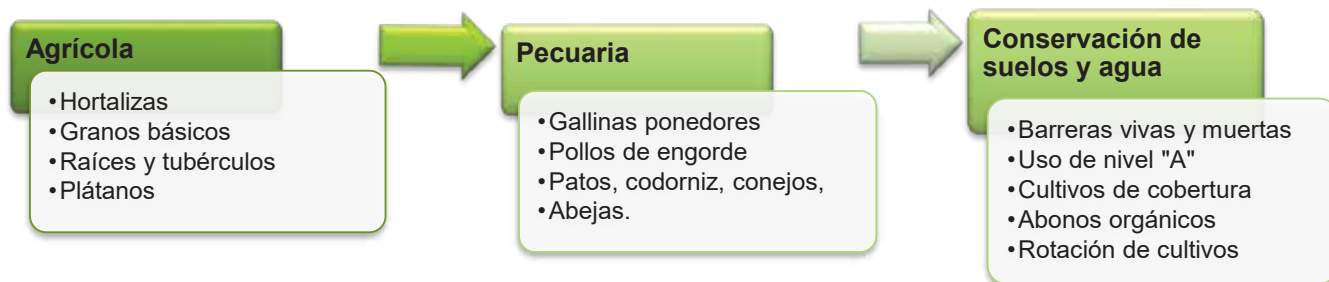 Agrícola
•Hortalizas
•Granos básicos
•Raíces y tubérculos
•Plátanos
Pecuaria
•Gallinas ponedores
•Pollos de engorde
•Patos, codorniz, conejos,
•Abejas.
Conservación de
suelos y agua
•Barreras vivas y muertas
•Uso de nivel "A"
•Cultivos de cobertura
•Abonos orgánicos
•Rotación de cultivos